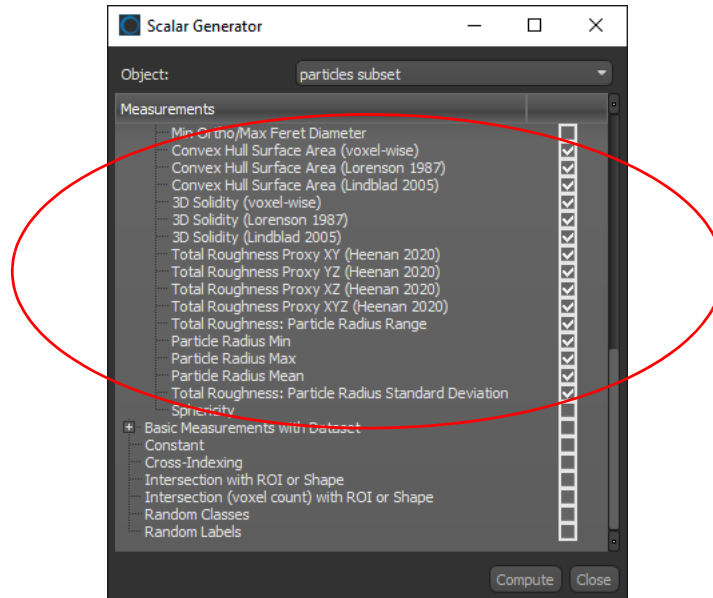 Scalar Generator
Object: particles subset
Measurements
Min Ortho/Max Feret Diameter
Convex Hull Surface Area (voxel-wise)
Convex Hull Surface Area (Lorenson 1987)
Convex Hull Surface Area (Lindblad 2005)
3D Solidity (voxel-wise)
3D Solidity (Lorenson 1987)
3D Solidity (Lindblad 2005)
Total Roughness Proxy XY (Heenan 2020)
Total Roughness Proxy YZ (Heenan 2020)
Total Roughness Proxy XZ (Heenan 2020)
Total Roughness Proxy XYZ (Heenan 2020)
Total Roughness: Particle Radius Range
Particle Radius Min
Particle Radius Max
Particle Radius Mean
Total Roughness: Particle Radius Standard Deviation
Sphericity
Basic Measurements with Dataset
Constant
Cross-Indexing
Intersection with ROI or Shape
Intersection (voxel count) with ROI or Shape
Random Classes
Random Labels
Compute Close